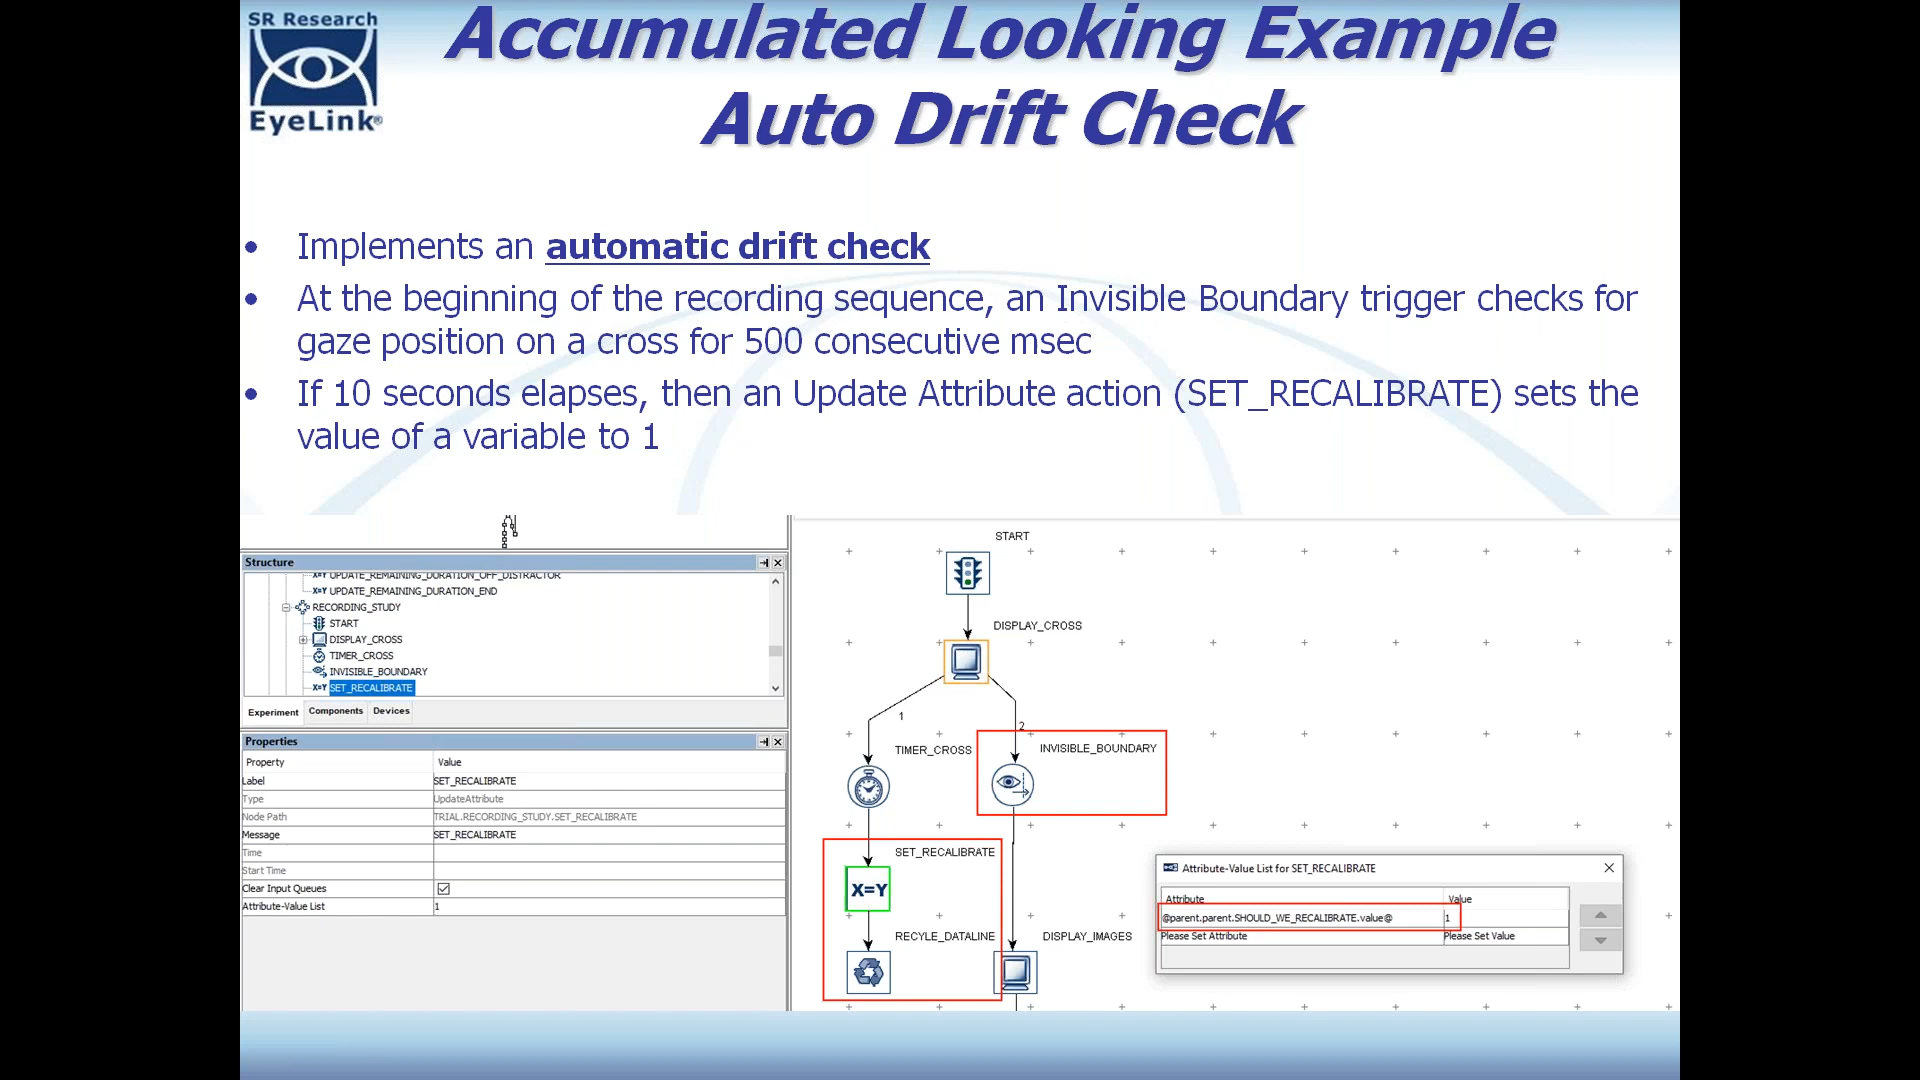 SR Research
EyeLink®
Accumulated Looking Example
Auto Drift Check
• Implements an automatic drift check
• At the beginning of the recording sequence, an Invisible Boundary trigger checks for
gaze position on a cross for 500 consecutive msec
• If 10 seconds elapses, then an Update Attribute action (SET_RECALIBRATE) sets the
value of a variable to 1
Structure
X=Y UPDATE_REMAINING_DURATION_OFF_DISTRACTOR
X=Y UPDATE_REMAINING_DURATION_END
RECORDING_STUDY
START
DISPLAY_CROSS
TIMER_CROSS
INVISIBLE_BOUNDARY
X=Y SET_RECALIBRATE
Experiment Components Devices
Properties
Property Value
Label SET_RECALIBRATE
Type UpdateAttribute
Node Path TRIAL.RECORDING_STUDY.SET_RECALIBRATE
Message SET_RECALIBRATE
Time
Start Time
Clear Input Queues
Attribute-Value List 1
START
DISPLAY_CROSS
1
2
TIMER_CROSS
INVISIBLE_BOUNDARY
SET_RECALIBRATE
X=Y
RECYLE_DATALINE
DISPLAY_IMAGES
Attribute-Value List for SET_RECALIBRATE
Attribute Value
@parent.parent.SHOULD_WE_RECALIBRATE.value@ 1
Please Set Attribute Please Set Value